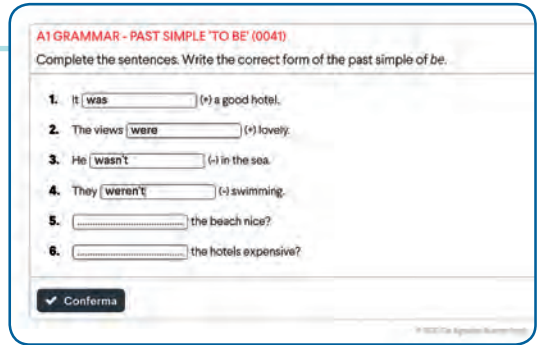 A1 GRAMMAR - PAST SIMPLE 'TO BE' (0041)
Complete the sentences. Write the correct form of the past simple of be.
1. It was (+) a good hotel.
2. The views were (+) lovely.
3. He wasn't (-) in the sea.
4. They weren't (-) swimming.
5. the beach nice?
6. the hotels expensive?
Conferma